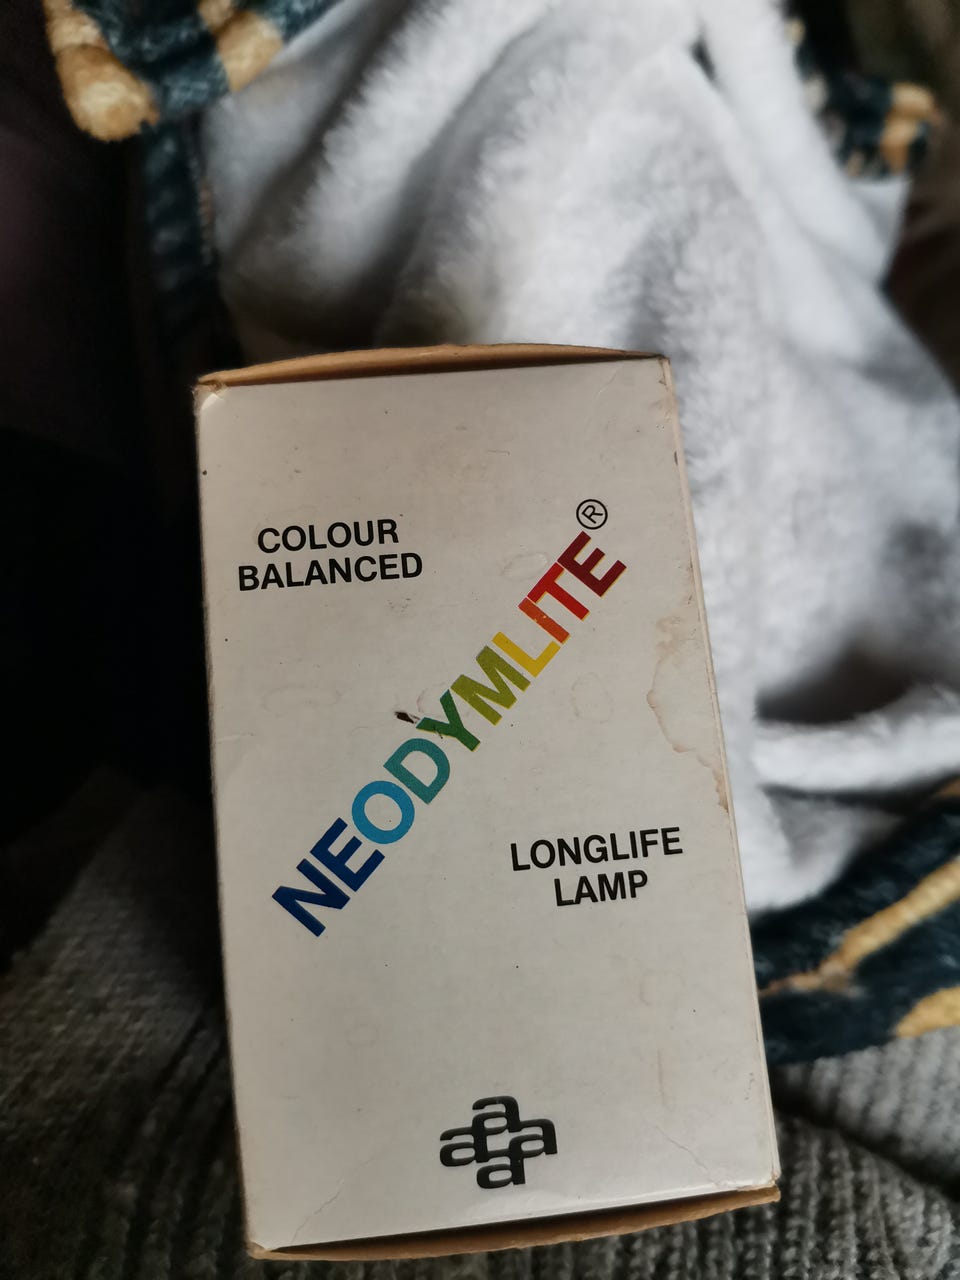 COLOUR
BALANCED
NEODYMLITE®
LONGLIFE
LAMP
a
a a
a